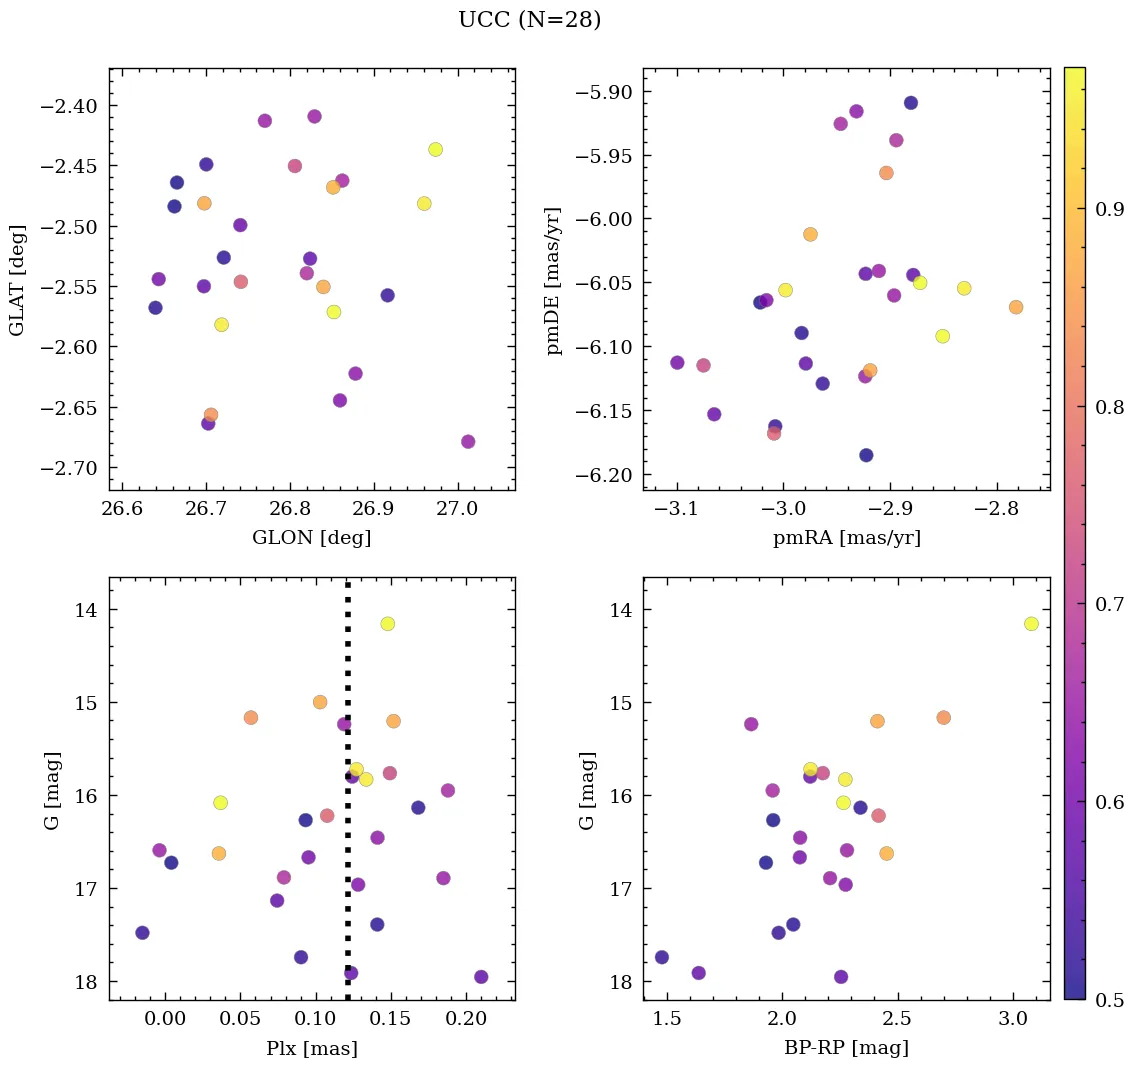 UCC (N=28)
−2.40
−2.45
−2.50
−2.55
−2.60
−2.65
−2.70
GLAT [deg]
26.6 26.7 26.8 26.9 27.0
GLON [deg]
−5.90
−5.95
−6.00
−6.05
−6.10
−6.15
−6.20
pmDE [mas/yr]
−3.1 −3.0 −2.9 −2.8
pmRA [mas/yr]
14
15
16
17
18
G [mag]
0.00 0.05 0.10 0.15 0.20
Plx [mas]
14
15
16
17
18
G [mag]
1.5 2.0 2.5 3.0
BP-RP [mag]
0.9
0.8
0.7
0.6
0.5